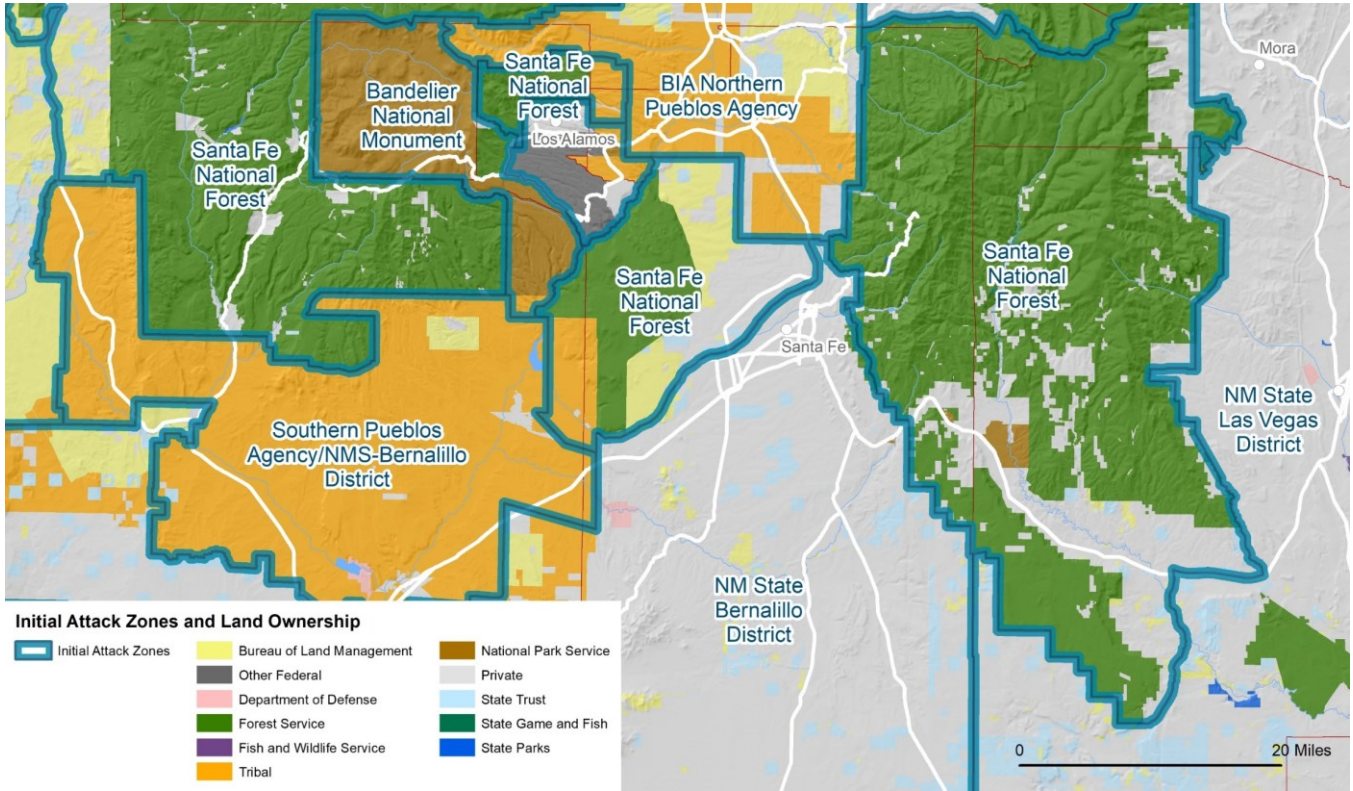 Mora
Santa Fe
National
Forest
BIA Northern
Pueblos Agency
Bandelier
National
Monument
Los Alamos
Santa Fe
National
Forest
Santa Fe
National
Forest
Santa Fe
National
Forest
Santa Fe
NM State
Las Vegas
District
Southern Pueblos
Agency/NMS-Bernalillo
District
NM State
Bernalillo
District
Initial Attack Zones and Land Ownership
Initial Attack Zones
Bureau of Land Management
Other Federal
Department of Defense
Forest Service
Fish and Wildlife Service
Tribal
National Park Service
Private
State Trust
State Game and Fish
State Parks
0 20 Miles